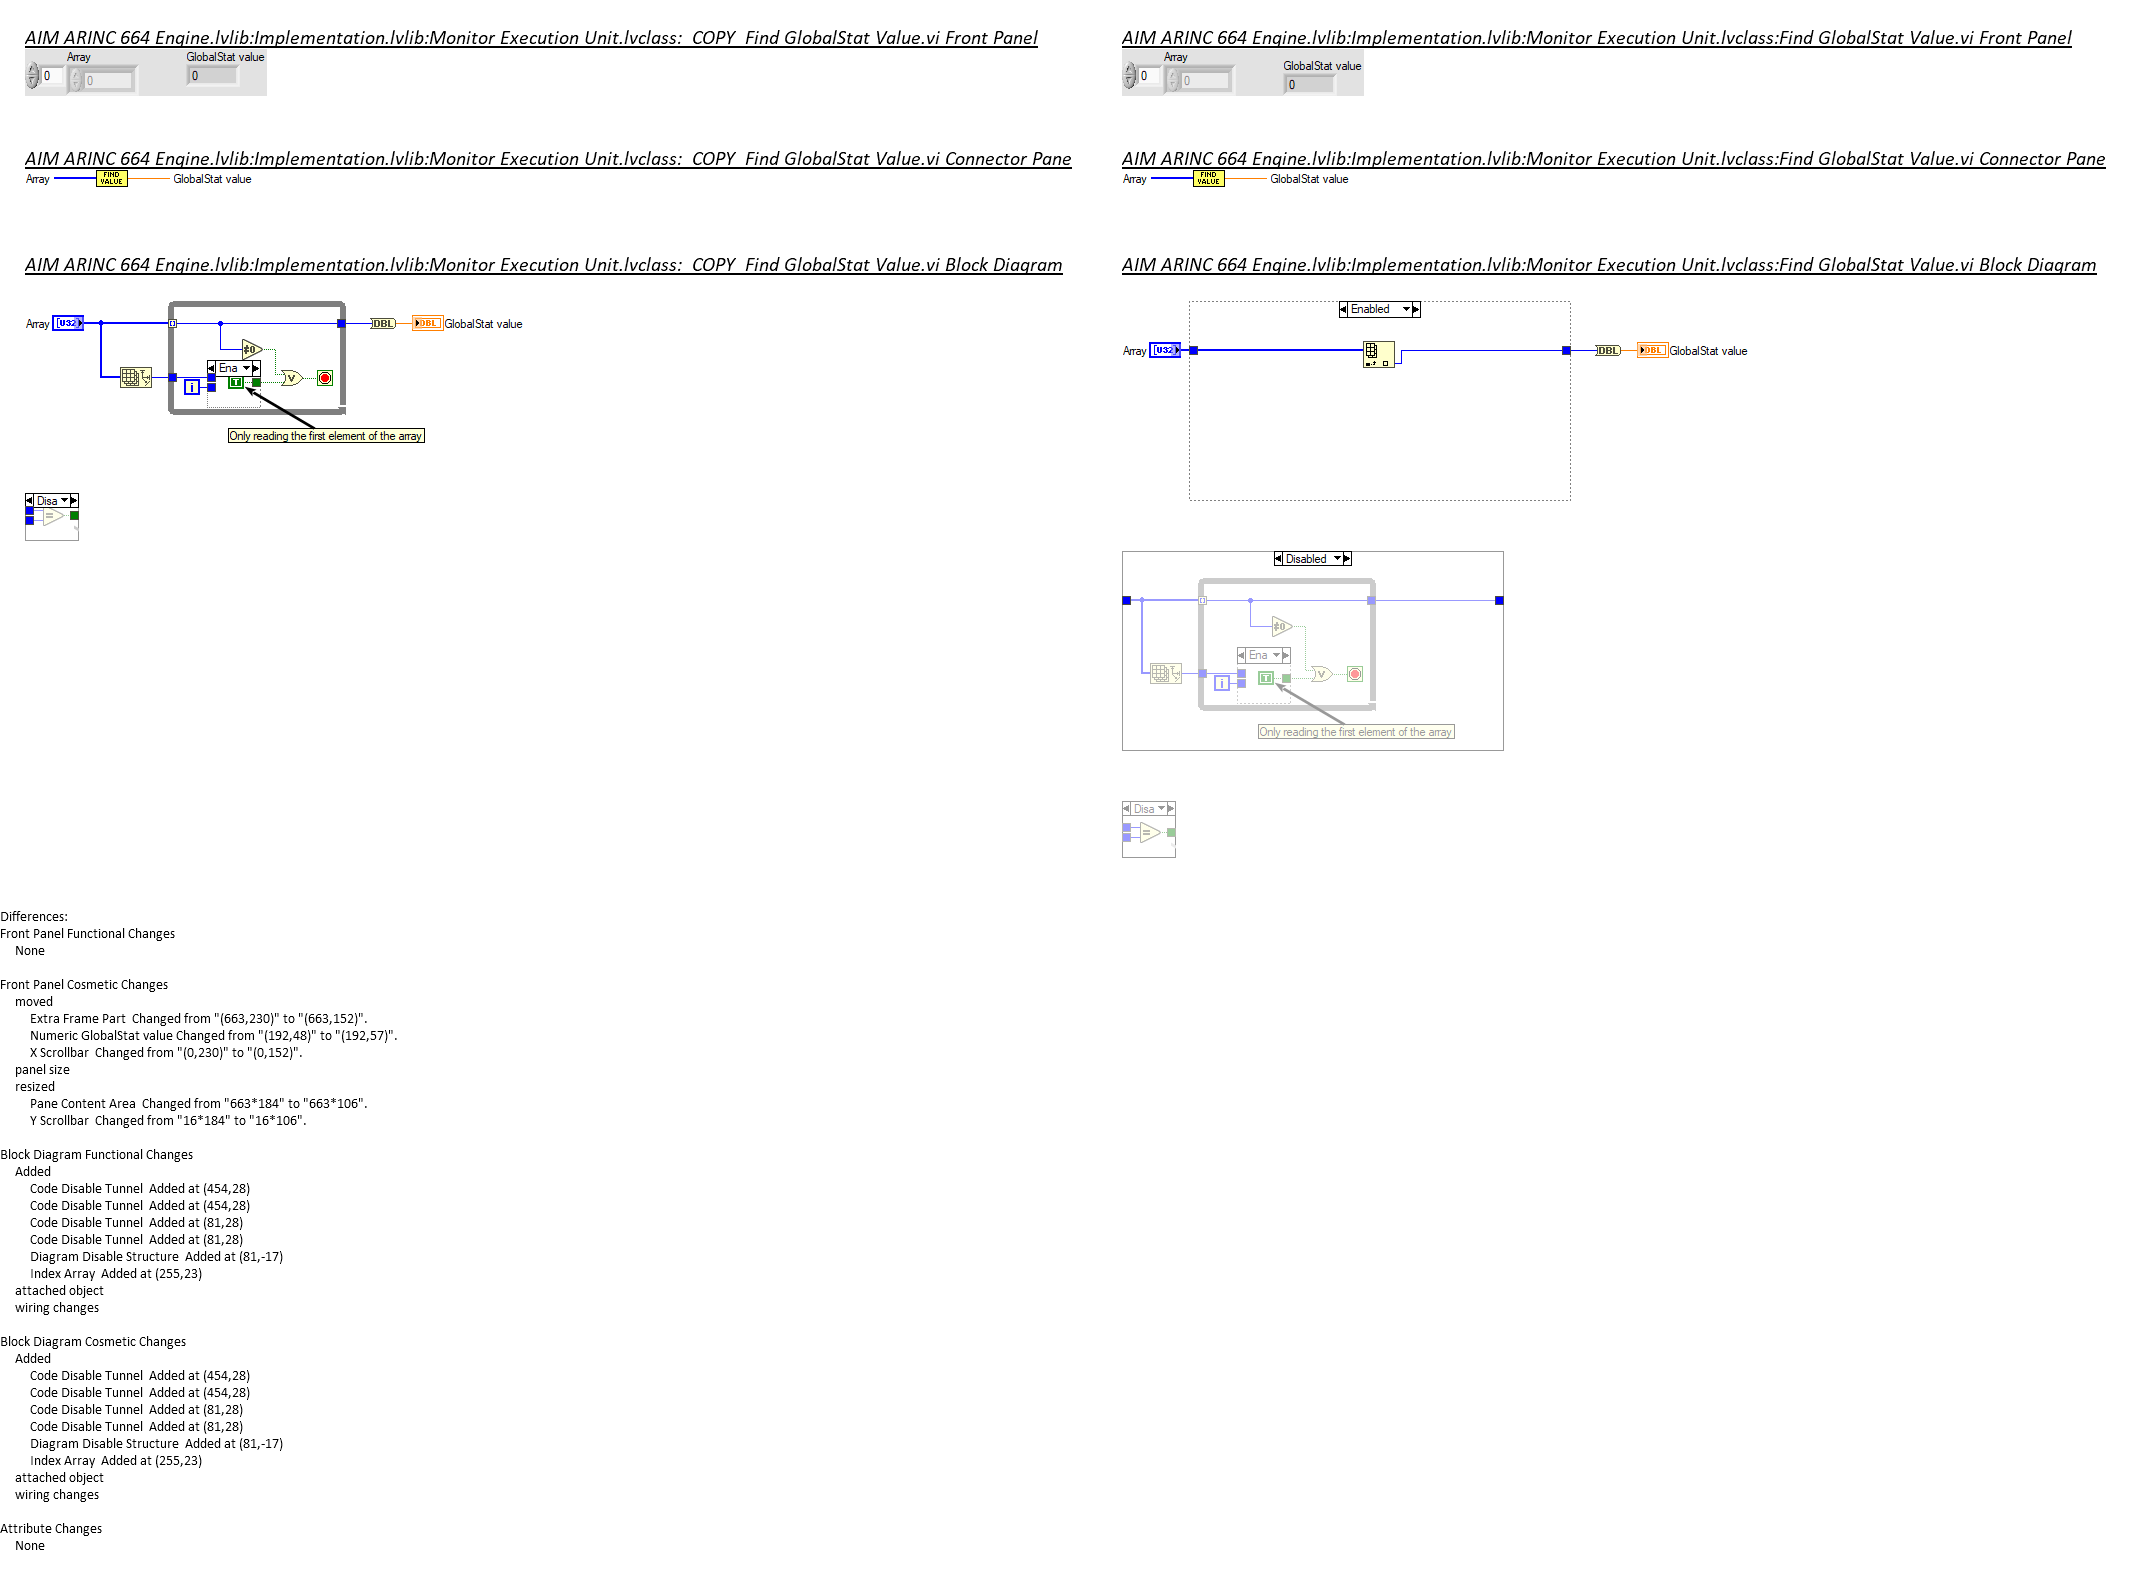 AIM ARINC 664 Engine.lvlib:Implementation.lvlib:Monitor Execution Unit.lvclass:  COPY  Find GlobalStat Value.vi Front Panel
Array
GlobalStat value
0
0
0
AIM ARINC 664 Engine.lvlib:Implementation.lvlib:Monitor Execution Unit.lvclass:  COPY  Find GlobalStat Value.vi Connector Pane
Array
FIND
VALUE
GlobalStat value
AIM ARINC 664 Engine.lvlib:Implementation.lvlib:Monitor Execution Unit.lvclass:  COPY  Find GlobalStat Value.vi Block Diagram
Array
[U32]
DBL
DBL
GlobalStat value
≠0
Ena
T
i
V
Only reading the first element of the array
Disa
=
AIM ARINC 664 Engine.lvlib:Implementation.lvlib:Monitor Execution Unit.lvclass:Find GlobalStat Value.vi Front Panel
Array
GlobalStat value
0
0
0
AIM ARINC 664 Engine.lvlib:Implementation.lvlib:Monitor Execution Unit.lvclass:Find GlobalStat Value.vi Connector Pane
Array
FIND
VALUE
GlobalStat value
AIM ARINC 664 Engine.lvlib:Implementation.lvlib:Monitor Execution Unit.lvclass:Find GlobalStat Value.vi Block Diagram
Enabled
Array
[U32]
DBL
DBL
GlobalStat value
Disabled
≠0
Ena
T
i
V
Only reading the first element of the array
Disa
=
Differences:
Front Panel Functional Changes
None
Front Panel Cosmetic Changes
moved
Extra Frame Part  Changed from "(663,230)" to "(663,152)".
Numeric GlobalStat value Changed from "(192,48)" to "(192,57)".
X Scrollbar  Changed from "(0,230)" to "(0,152)".
panel size
resized
Pane Content Area  Changed from "663*184" to "663*106".
Y Scrollbar  Changed from "16*184" to "16*106".
Block Diagram Functional Changes
Added
Code Disable Tunnel  Added at (454,28)
Code Disable Tunnel  Added at (454,28)
Code Disable Tunnel  Added at (81,28)
Code Disable Tunnel  Added at (81,28)
Diagram Disable Structure  Added at (81,-17)
Index Array  Added at (255,23)
attached object
wiring changes
Block Diagram Cosmetic Changes
Added
Code Disable Tunnel  Added at (454,28)
Code Disable Tunnel  Added at (454,28)
Code Disable Tunnel  Added at (81,28)
Code Disable Tunnel  Added at (81,28)
Diagram Disable Structure  Added at (81,-17)
Index Array  Added at (255,23)
attached object
wiring changes
Attribute Changes
None